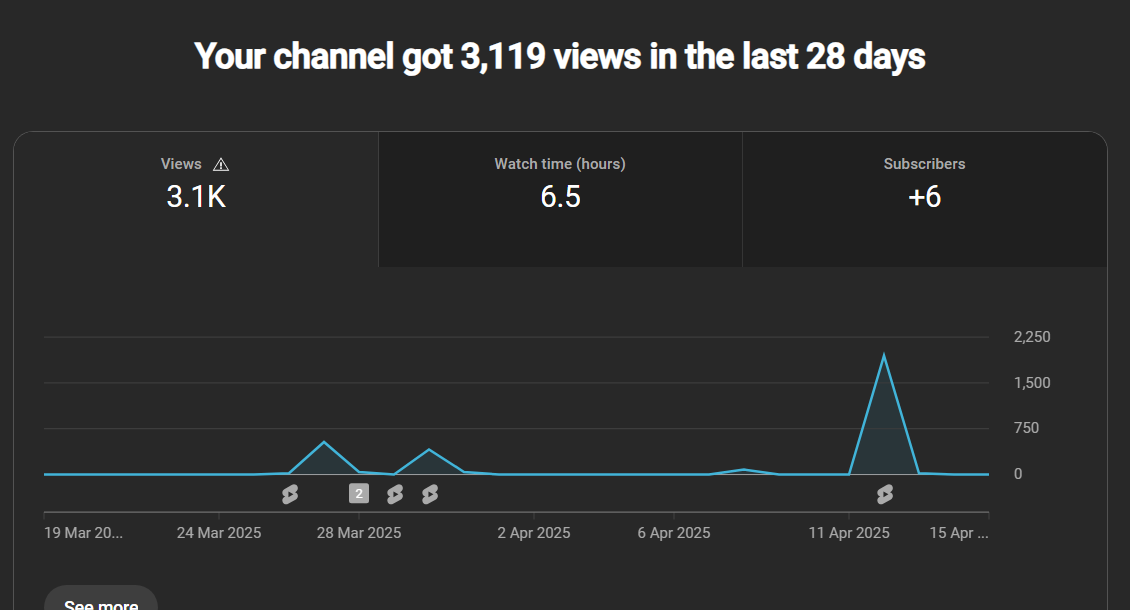 Your channel got 3,119 views in the last 28 days
Views
3.1K
Watch time (hours)
6.5
Subscribers
+6
2,250
1,500
750
0
2
19 Mar 20...
24 Mar 2025
28 Mar 2025
2 Apr 2025
6 Apr 2025
11 Apr 2025
15 Apr ...
See more